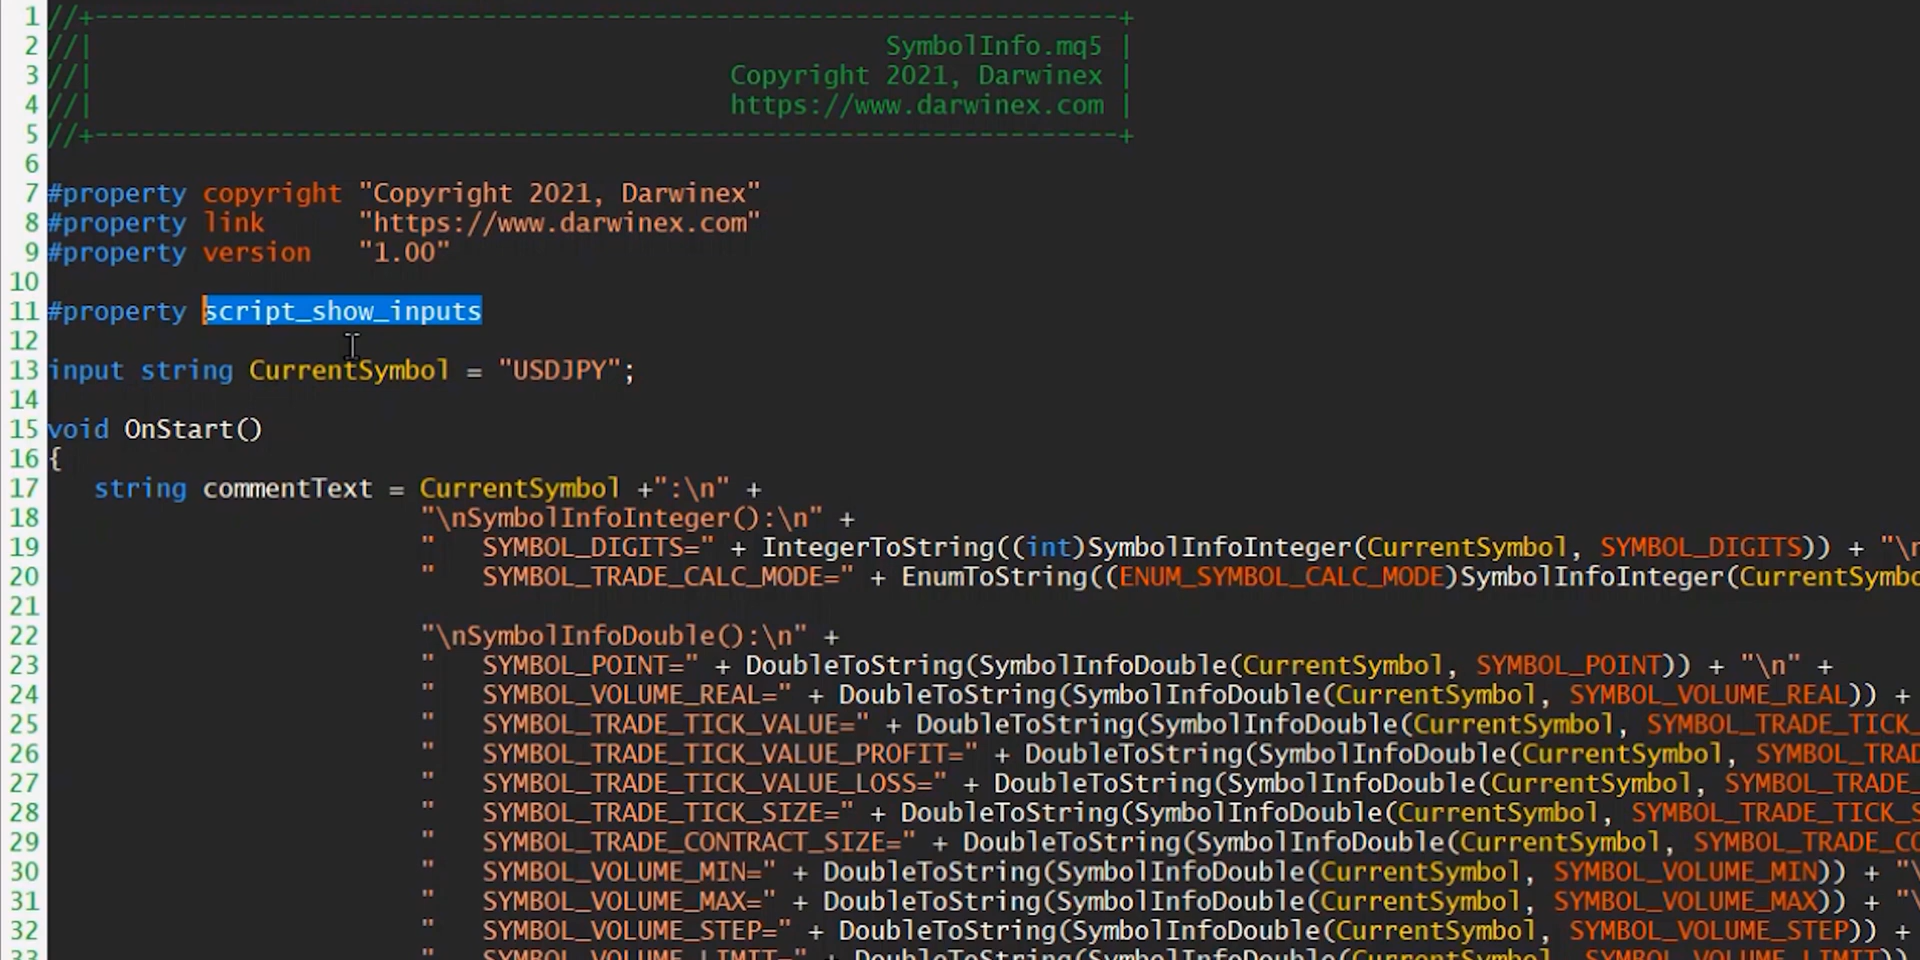 1 //+------------------------------------------------------------------+
2 //| SymbolInfo.mq5 |
3 //| Copyright 2021, Darwinex |
4 //| https://www.darwinex.com |
5 //+------------------------------------------------------------------+
6
7 #property copyright "Copyright 2021, Darwinex"
8 #property link "https://www.darwinex.com"
9 #property version "1.00"
10
11 #property script_show_inputs
12
13 input string CurrentSymbol = "USDJPY";
14
15 void OnStart()
16 {
17 string commentText = CurrentSymbol +":\n" +
18 "\nSymbolInfoInteger():\n" +
19 " SYMBOL_DIGITS=" + IntegerToString((int)SymbolInfoInteger(CurrentSymbol, SYMBOL_DIGITS)) + "\n
20 " SYMBOL_TRADE_CALC_MODE=" + EnumToString((ENUM_SYMBOL_CALC_MODE)SymbolInfoInteger(CurrentSymbo
21
22 "\nSymbolInfoDouble():\n" +
23 " SYMBOL_POINT=" + DoubleToString(SymbolInfoDouble(CurrentSymbol, SYMBOL_POINT)) + "\n" +
24 " SYMBOL_VOLUME_REAL=" + DoubleToString(SymbolInfoDouble(CurrentSymbol, SYMBOL_VOLUME_REAL)) +
25 " SYMBOL_TRADE_TICK_VALUE=" + DoubleToString(SymbolInfoDouble(CurrentSymbol, SYMBOL_TRADE_TICK_
26 " SYMBOL_TRADE_TICK_VALUE_PROFIT=" + DoubleToString(SymbolInfoDouble(CurrentSymbol, SYMBOL_TRAD
27 " SYMBOL_TRADE_TICK_VALUE_LOSS=" + DoubleToString(SymbolInfoDouble(CurrentSymbol, SYMBOL_TRADE_
28 " SYMBOL_TRADE_TICK_SIZE=" + DoubleToString(SymbolInfoDouble(CurrentSymbol, SYMBOL_TRADE_TICK_S
29 " SYMBOL_TRADE_CONTRACT_SIZE=" + DoubleToString(SymbolInfoDouble(CurrentSymbol, SYMBOL_TRADE_CO
30 " SYMBOL_VOLUME_MIN=" + DoubleToString(SymbolInfoDouble(CurrentSymbol, SYMBOL_VOLUME_MIN)) + "\
31 " SYMBOL_VOLUME_MAX=" + DoubleToString(SymbolInfoDouble(CurrentSymbol, SYMBOL_VOLUME_MAX)) + "\
32 " SYMBOL_VOLUME_STEP=" + DoubleToString(SymbolInfoDouble(CurrentSymbol, SYMBOL_VOLUME_STEP)) +
33 " SYMBOL_VOLUME_LIMIT=" + DoubleToString(SymbolInfoDouble(CurrentSymbol, SYMBOL_VOLUME_LIMIT))